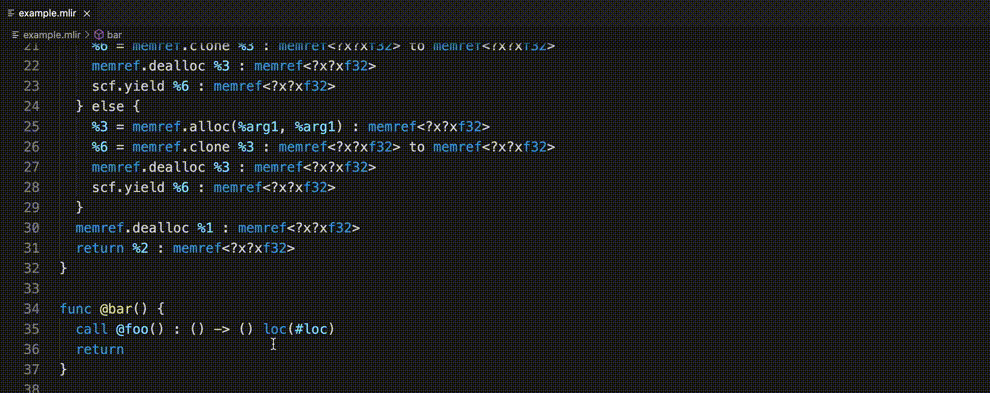 example.mlir ×
example.mlir > bar
21 %6 = memref.clone %3 : memref<?x?xf32> to memref<?x?xf32>
22 memref.dealloc %3 : memref<?x?xf32>
23 scf.yield %6 : memref<?x?xf32>
24 } else {
25 %3 = memref.alloc(%arg1, %arg1) : memref<?x?xf32>
26 %6 = memref.clone %3 : memref<?x?xf32> to memref<?x?xf32>
27 memref.dealloc %3 : memref<?x?xf32>
28 scf.yield %6 : memref<?x?xf32>
29 }
30 memref.dealloc %1 : memref<?x?xf32>
31 return %2 : memref<?x?xf32>
32 }
33
34 func @bar() {
35 call @foo() : () -> () loc(#loc)
36 return
37 }
38